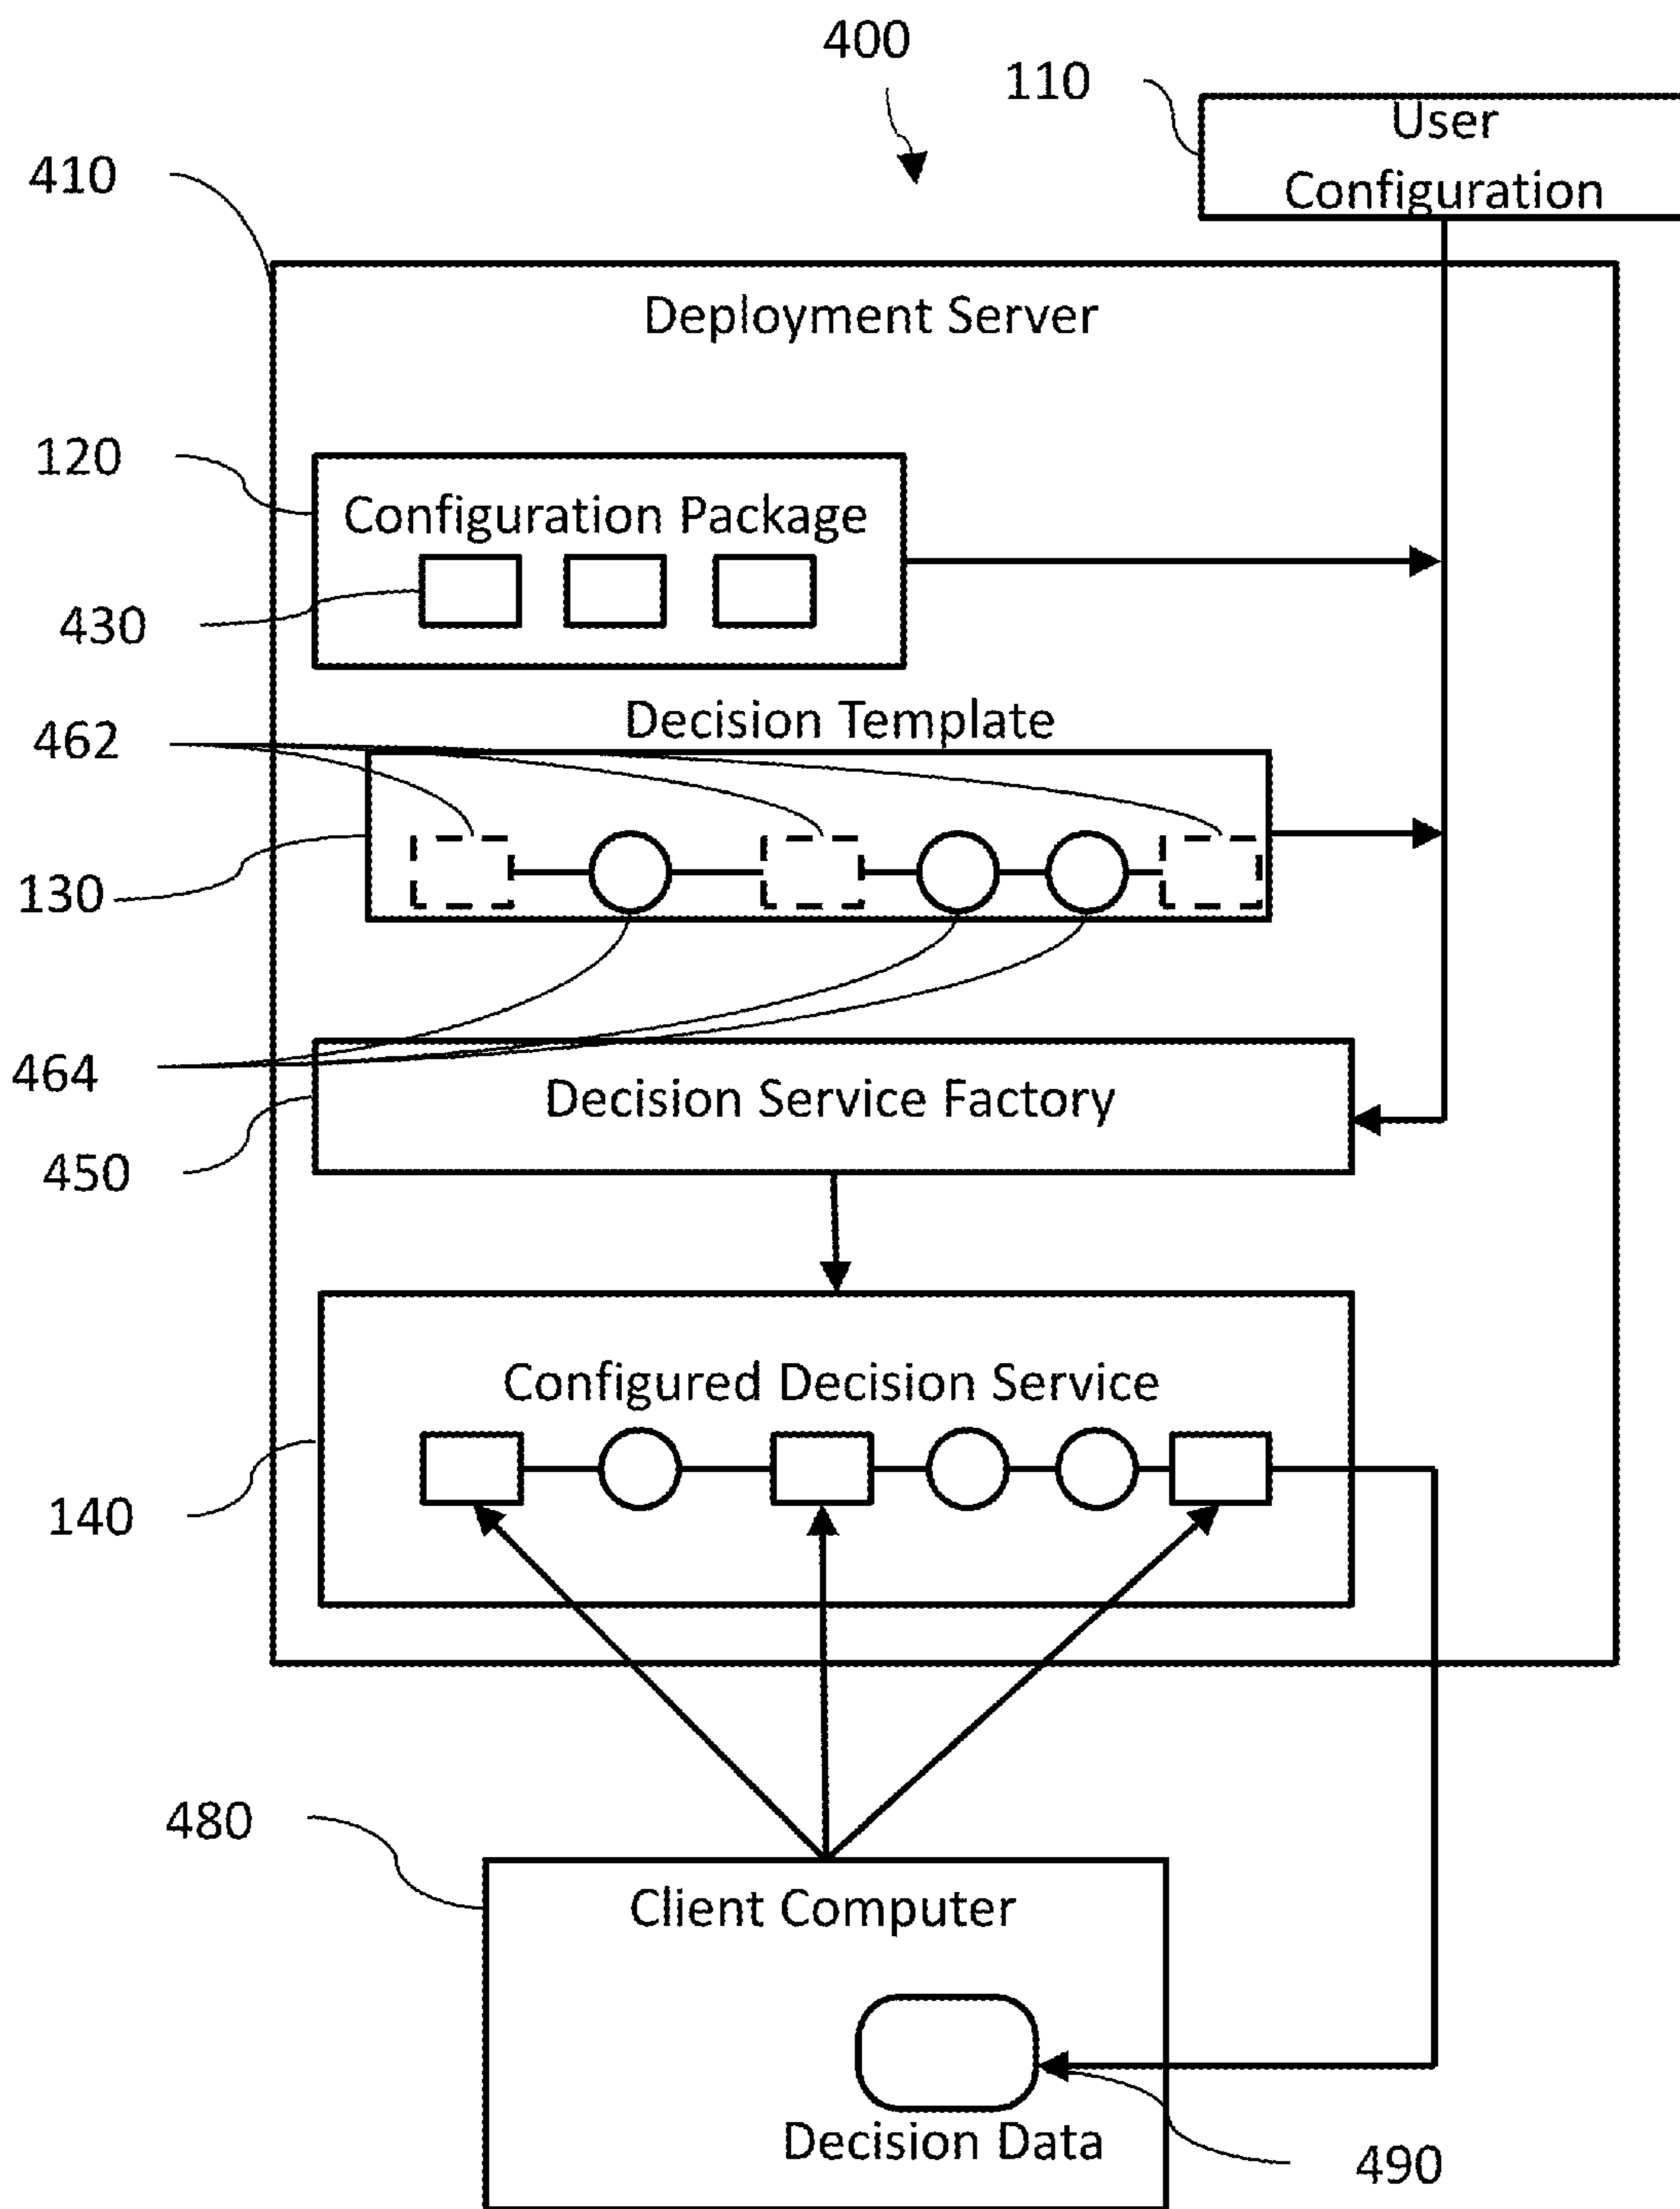 400
110
User
Configuration
410
Deployment Server
120
Configuration Package
430
Decision Template
462
130
464
Decision Service Factory
450
Configured Decision Service
140
480
Client Computer
Decision Data
490